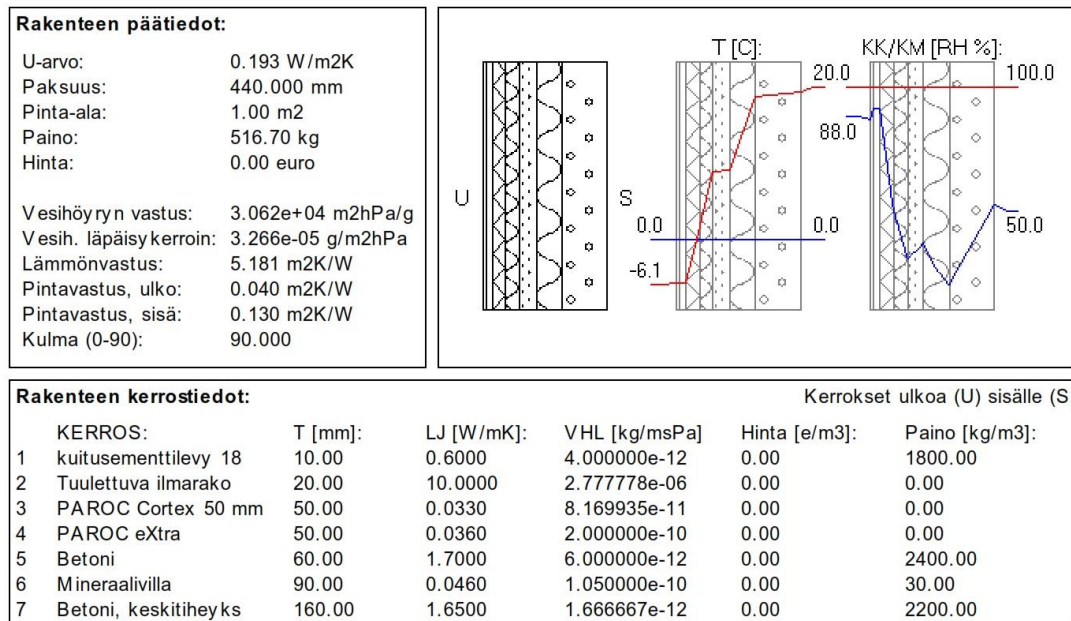 Rakenteen päätiedot:
U-arvo: 0.193 W/m2K
Paksuus: 440.000 mm
Pinta-ala: 1.00 m2
Paino: 516.70 kg
Hinta: 0.00 euro
Vesihöyryn vastus: 3.062e+04 m2hPa/g
Vesih. läpäisykerroin: 3.266e-05 g/m2hPa
Lämmönvastus: 5.181 m2K/W
Pintavastus, ulko: 0.040 m2K/W
Pintavastus, sisä: 0.130 m2K/W
Kulma (0-90): 90.000
T [C]: KK/KM [RH %]:
20.0 100.0
88.0
U S
0.0 0.0 50.0
-6.1
Rakenteen kerrostiedot: Kerrokset ulkoa (U) sisälle (S
KERROS: T [mm]: LJ [W/mK]: VHL [kg/msPa] Hinta [e/m3]: Paino [kg/m3]:
1 kuitusementtilevy 18 10.00 0.6000 4.000000e-12 0.00 1800.00
2 Tuulettuva ilmarako 20.00 10.0000 2.777778e-06 0.00 0.00
3 PAROC Cortex 50 mm 50.00 0.0330 8.169935e-11 0.00 0.00
4 PAROC eXtra 50.00 0.0360 2.000000e-10 0.00 0.00
5 Betoni 60.00 1.7000 6.000000e-12 0.00 2400.00
6 Mineraalivilla 90.00 0.0460 1.050000e-10 0.00 30.00
7 Betoni, keskitiheyks 160.00 1.6500 1.666667e-12 0.00 2200.00